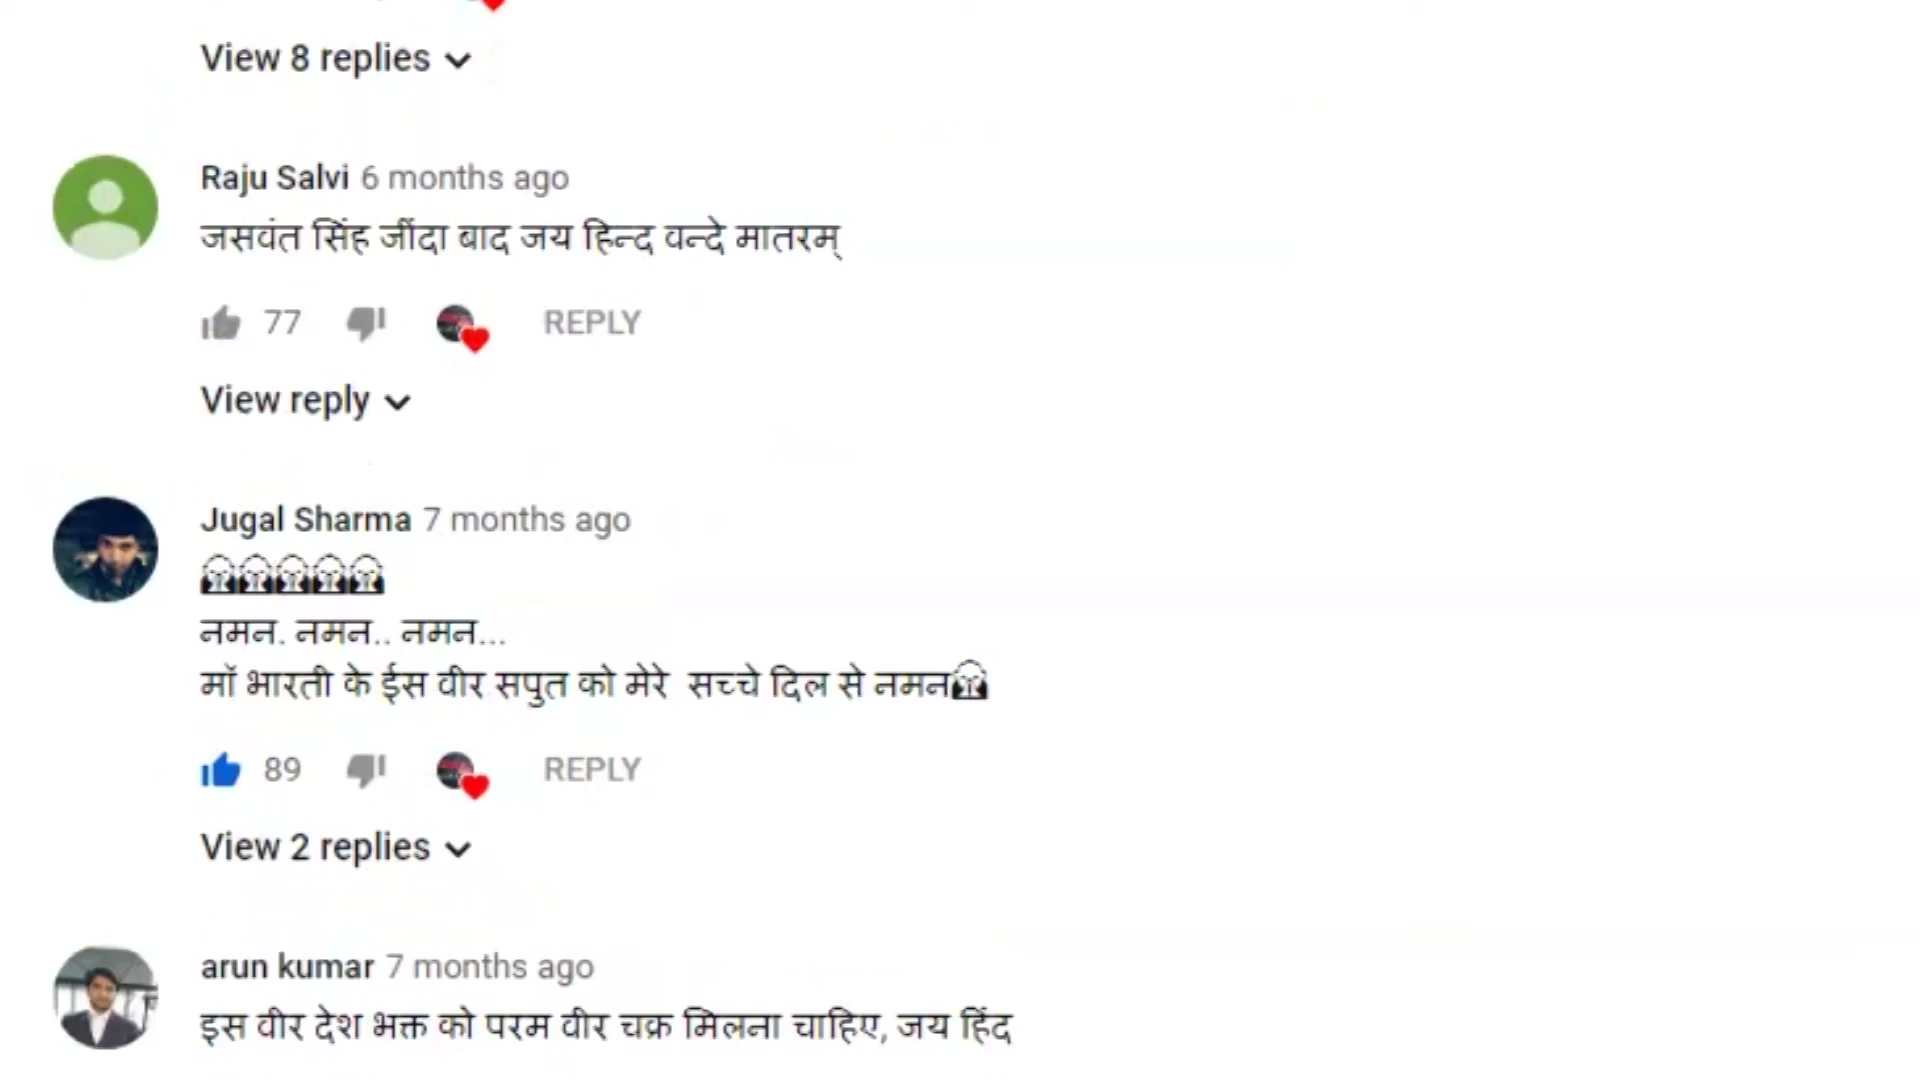 View 8 replies
Raju Salvi 6 months ago
जसवंत सिंह जींदा बाद जय हिन्द वन्दे मातरम्
77 REPLY
View reply
Jugal Sharma 7 months ago
नमन. नमन.. नमन...
मॉ भारती के ईस वीर सपुत को मेरे सच्चे दिल से नमन
89 REPLY
View 2 replies
arun kumar 7 months ago
इस वीर देश भक्त को परम वीर चक्र मिलना चाहिए, जय हिंद